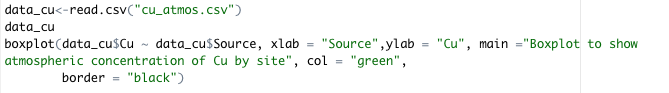 data_cu<-read.csv("cu_atmos.csv")
data_cu
boxplot(data_cu$Cu ~ data_cu$Source, xlab = "Source",ylab = "Cu", main ="Boxplot to show
atmospheric concentration of Cu by site", col = "green",
        border = "black")